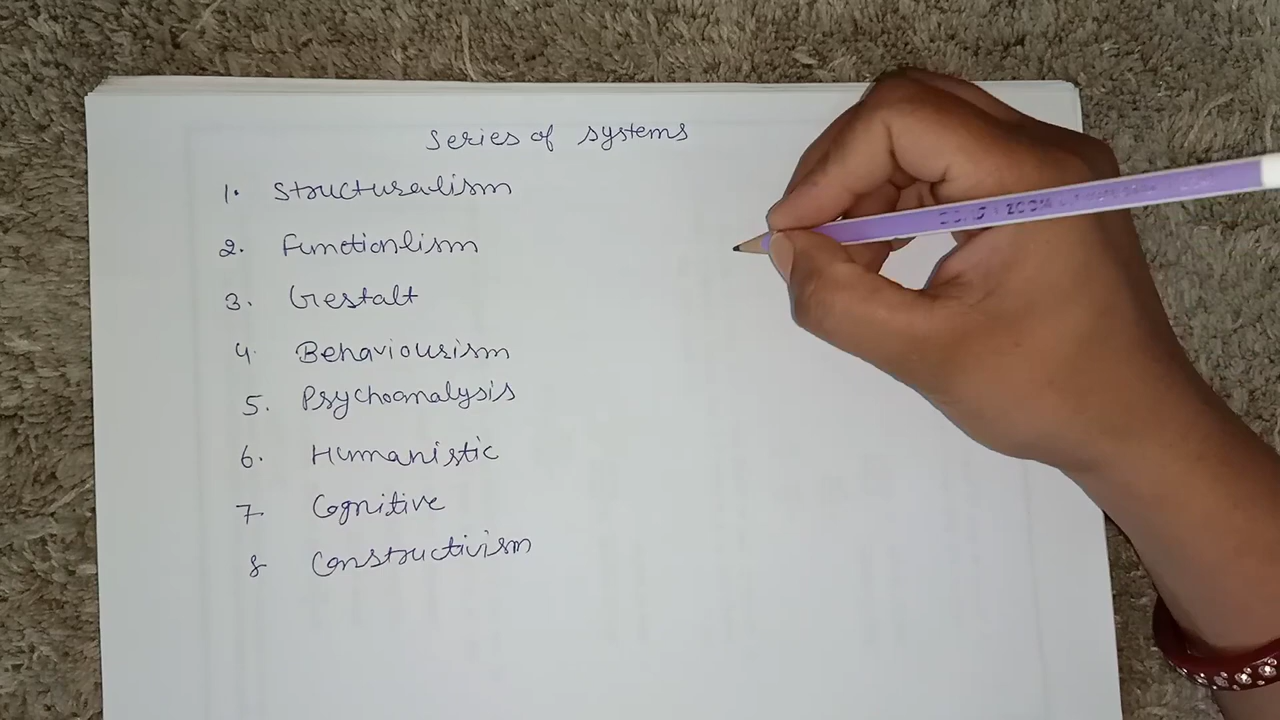 Series of systems
1. Structuralism
2. Functionlism
3. Gestalt
4. Behaviourism
5. Psychoanalysis
6. Humanistic
7. Cognitive
8 Constructivism